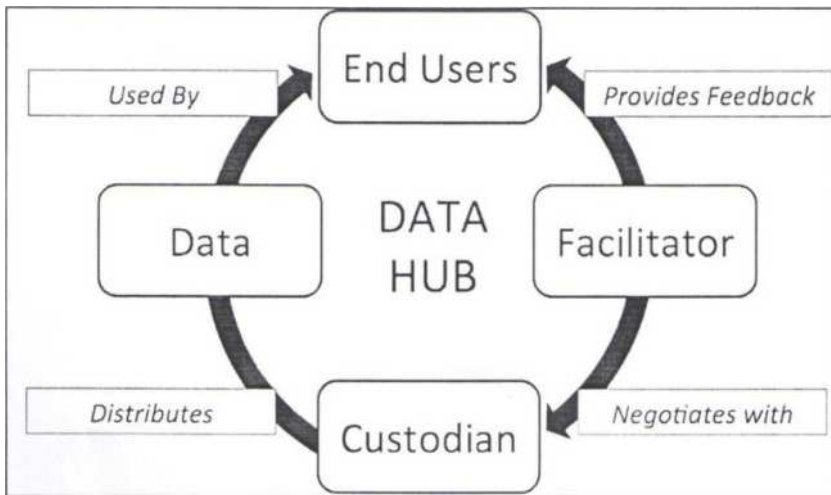 End Users
Used By
Provides Feedback
Data
DATA
HUB
Facilitator
Distributes
Custodian
Negotiates with